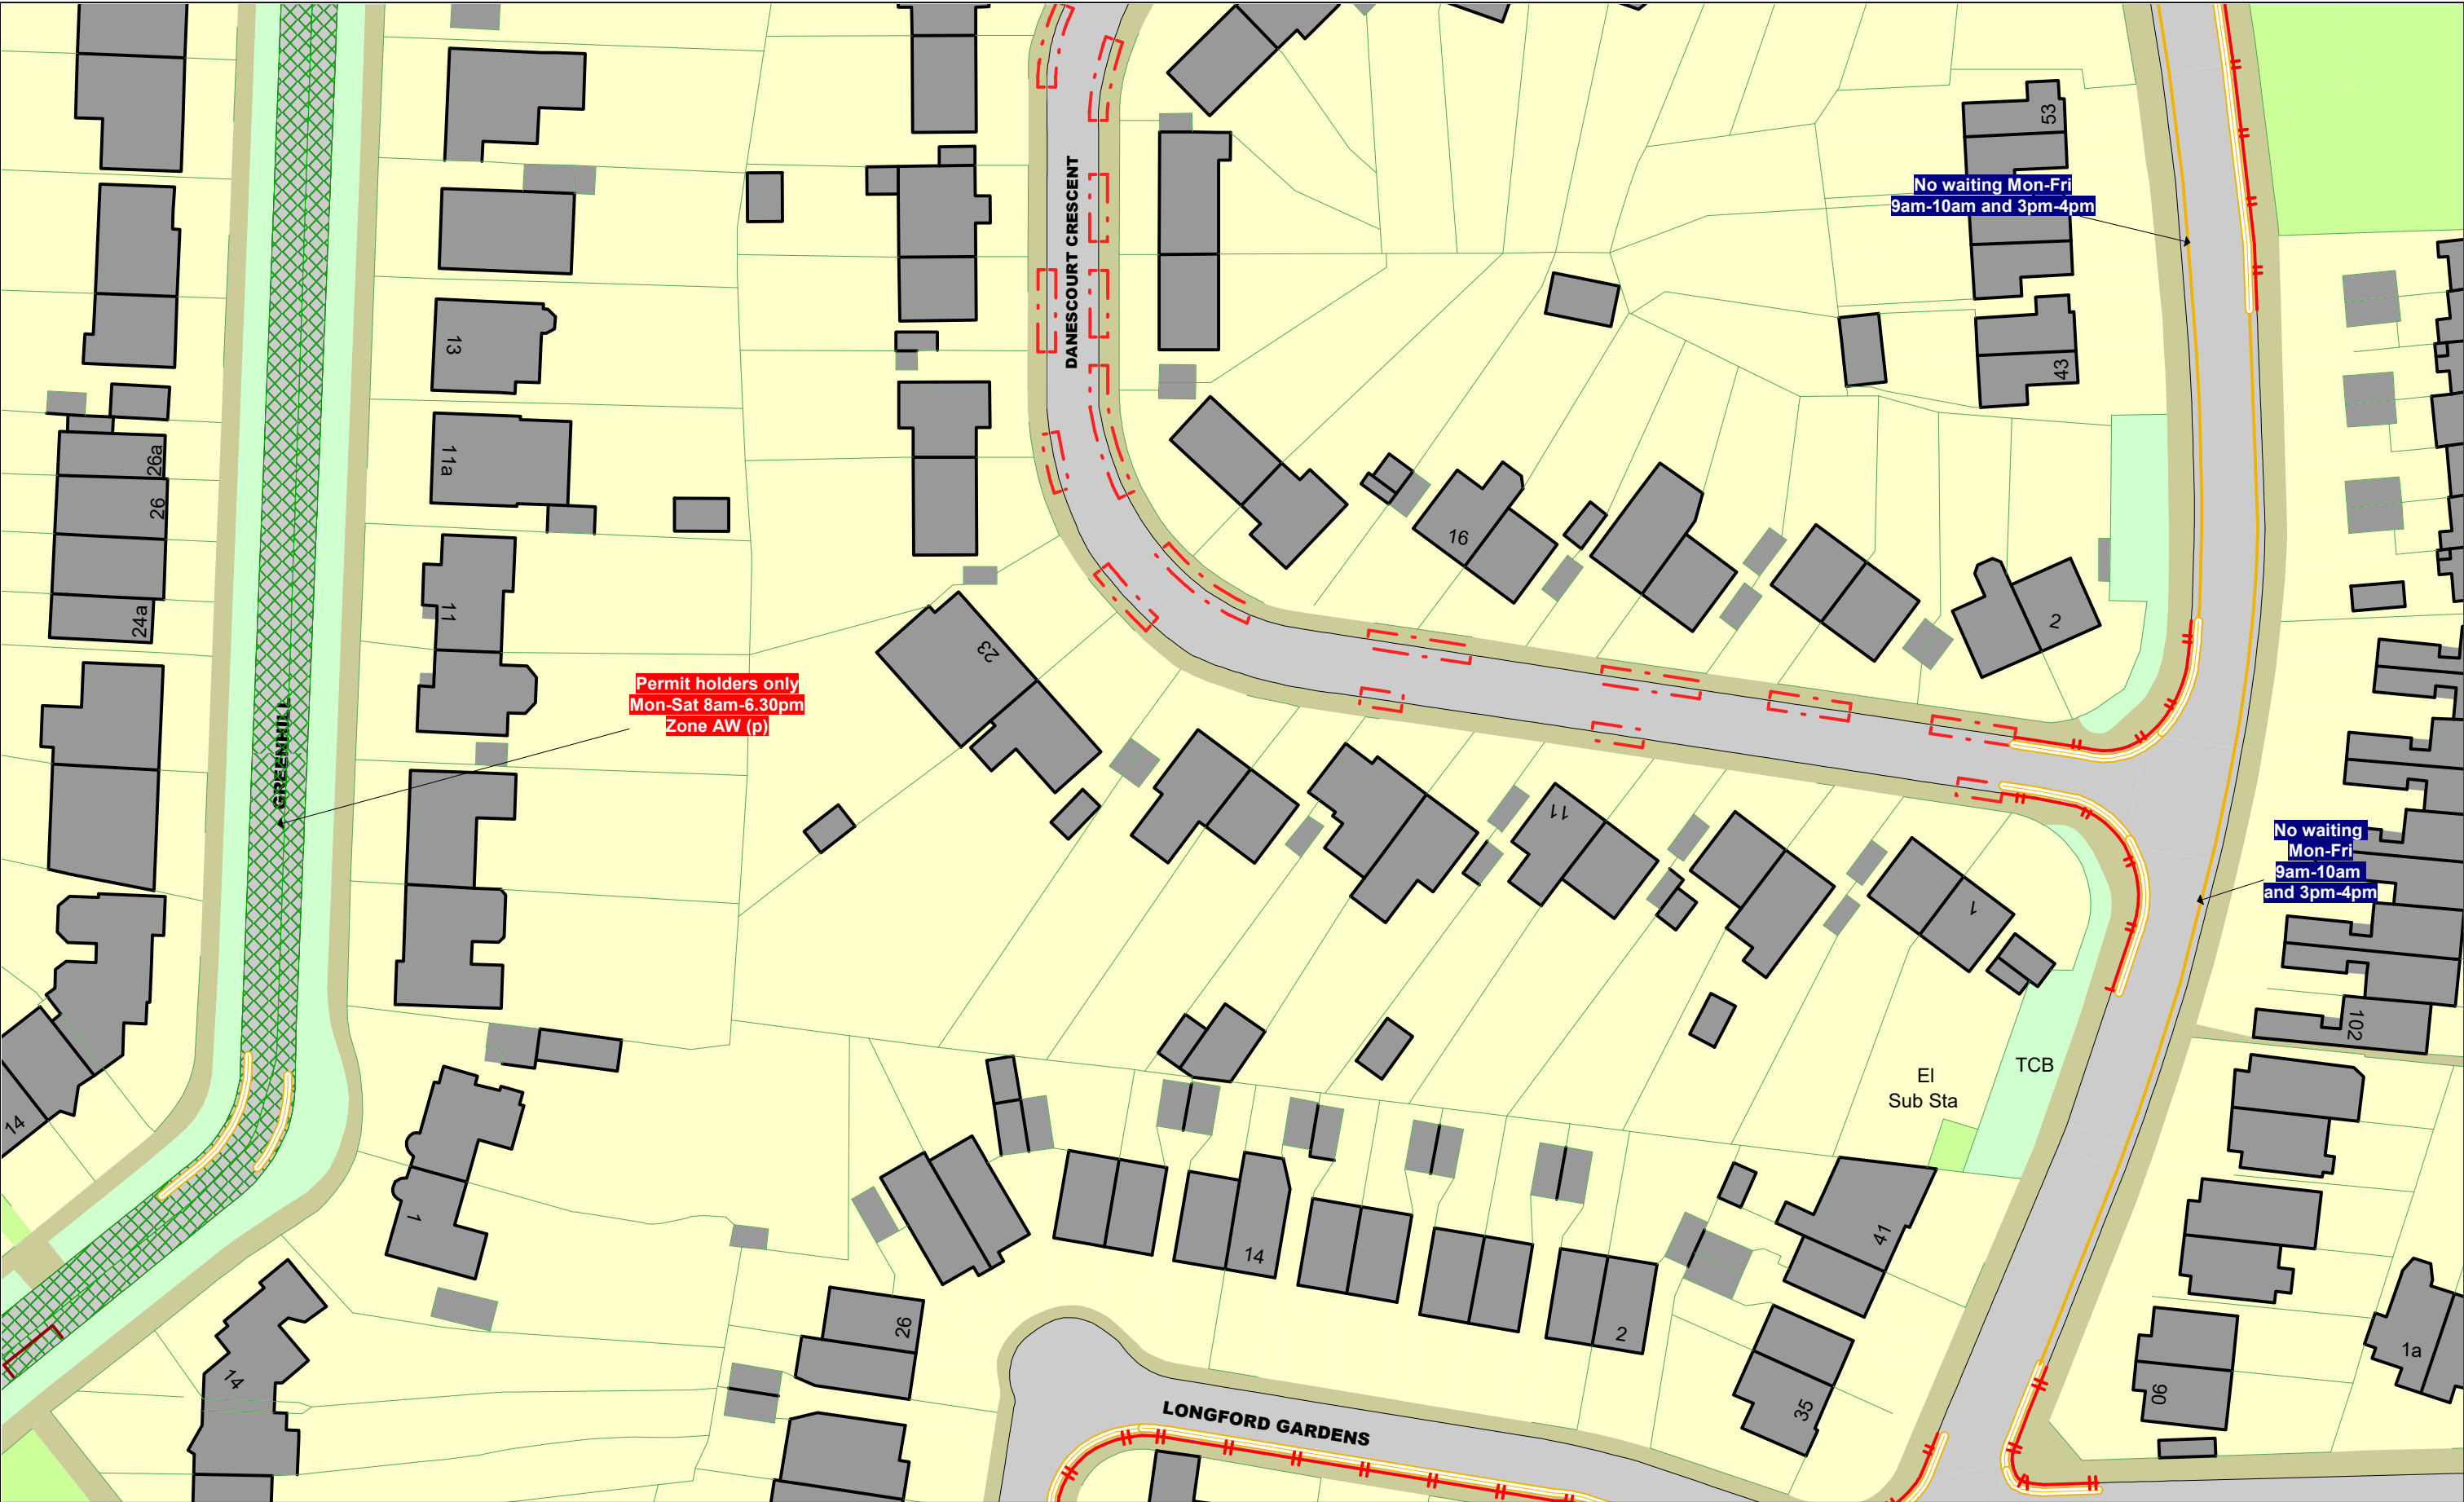 53
No waiting Mon-Fri
9am-10am and 3pm-4pm
DANESCOURT CRESCENT
13
43
11a
26a
26
16
24a
11
2
23
GREENHILL
Permit holders only
Mon-Sat 8am-6.30pm
Zone AW (p)
11
1
No waiting
Mon-Fri
9am-10am
and 3pm-4pm
102
TCB
El
Sub Sta
14
1
41
14
2
26
1a
14
90
35
LONGFORD GARDENS